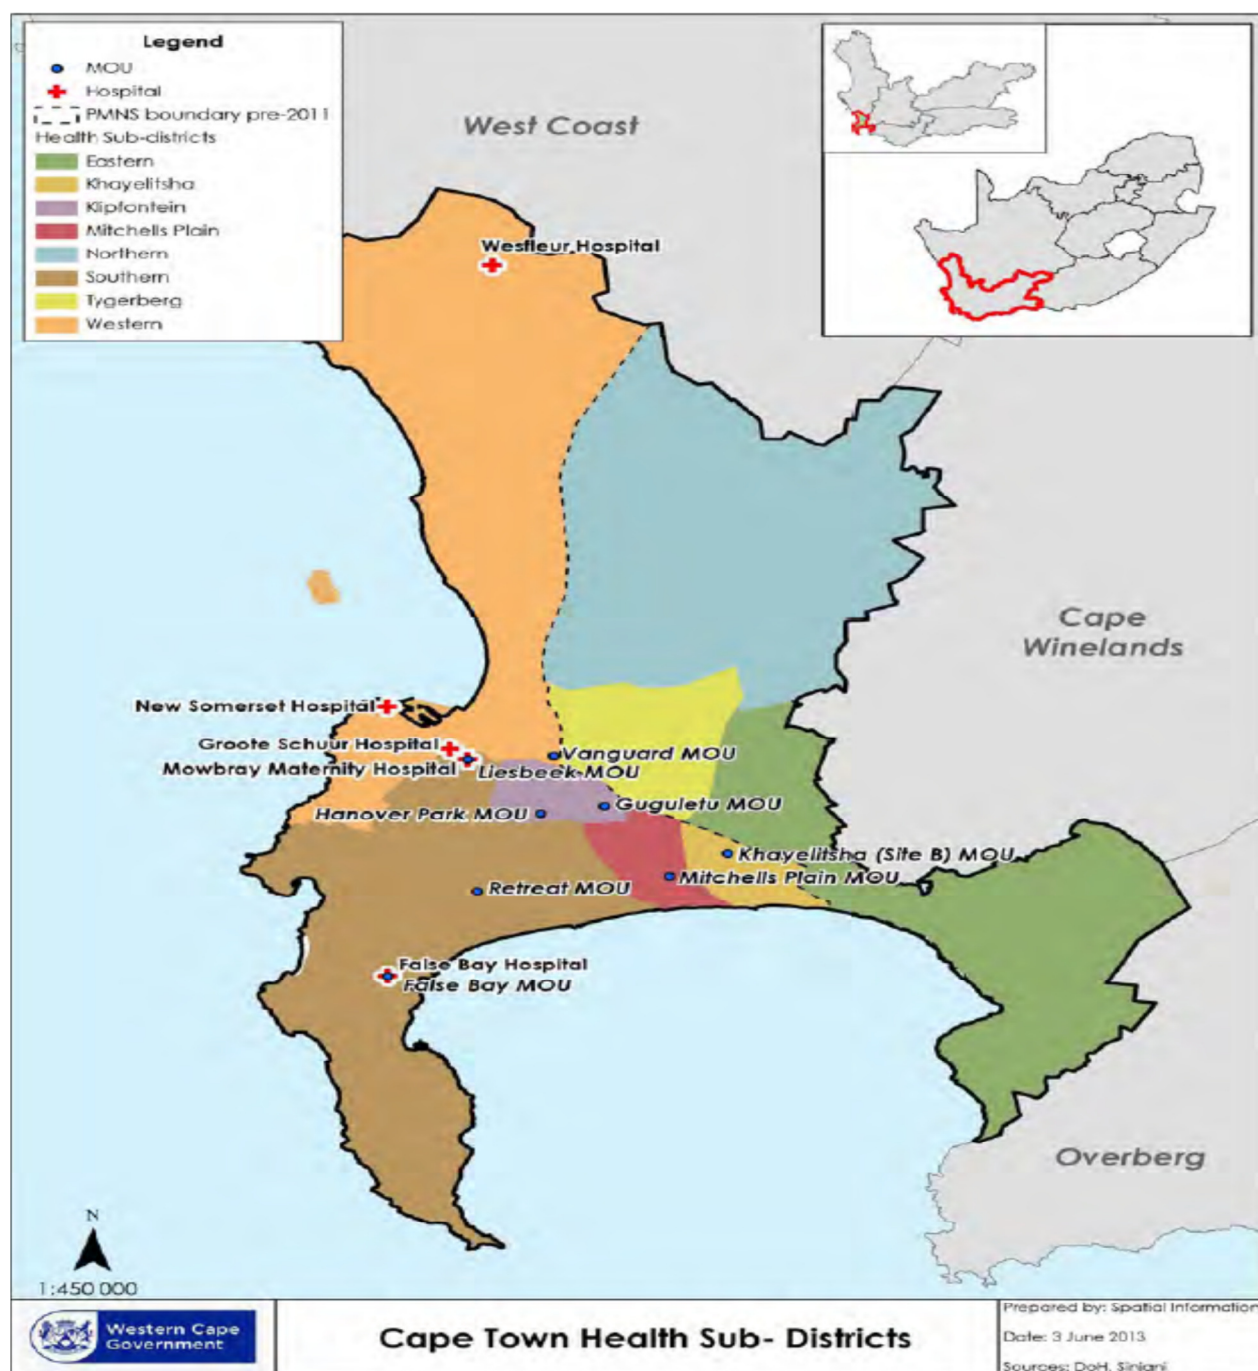 Legend
MOU
Hospital
PMNS boundary pre-2011
Health Sub-districts
Eastern
Khayelitsha
Klipfontein
Mitchells Plain
Northern
Southern
Tygerberg
Western
West Coast
Wesfleur Hospital
Cape
Winelands
New Somerset Hospital
Groote Schuur Hospital
Mowbray Maternity Hospital
Liesbeek MOU
Vanguard MOU
Hanover Park MOU
Guguletu MOU
Khayelitsha (Site B) MOU
Mitchells Plain MOU
Retreat MOU
False Bay Hospital
False Bay MOU
Overberg
N
1:450 000
Western Cape
Government
Cape Town Health Sub- Districts
Prepared by: Spatial Information
Date: 3 June 2013
Sources: DoH, Sinjani